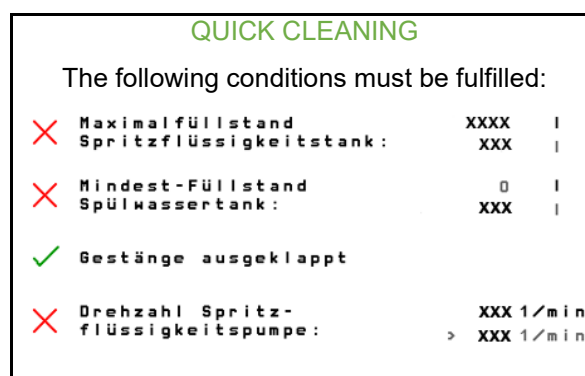 QUICK CLEANING
The following conditions must be fulfilled:
Maximalfüllstand XXXX l
Spritzflüssigkeitstank: XXX l
Mindest-Füllstand 0 l
Spülwassertank: XXX l
Gestänge ausgeklappt
Drehzahl Spritz- XXX 1/min
flüssigkeitspumpe: > XXX 1/min